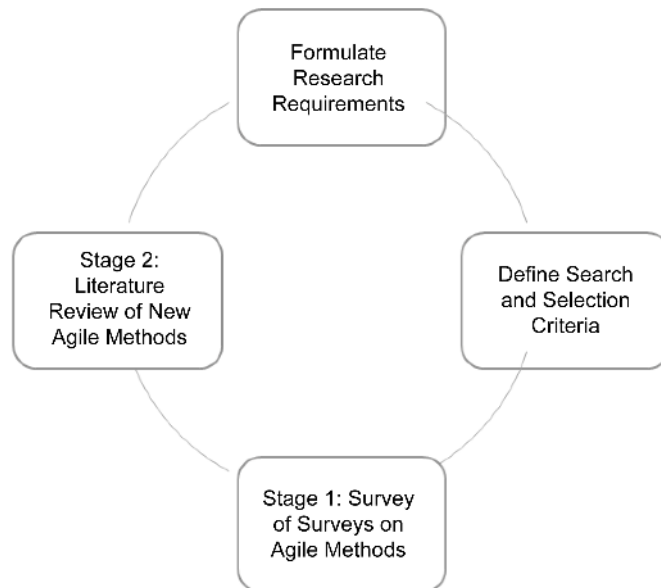 Formulate
Research
Requirements
Define Search
and Selection
Criteria
Stage 1: Survey
of Surveys on
Agile Methods
Stage 2:
Literature
Review of New
Agile Methods